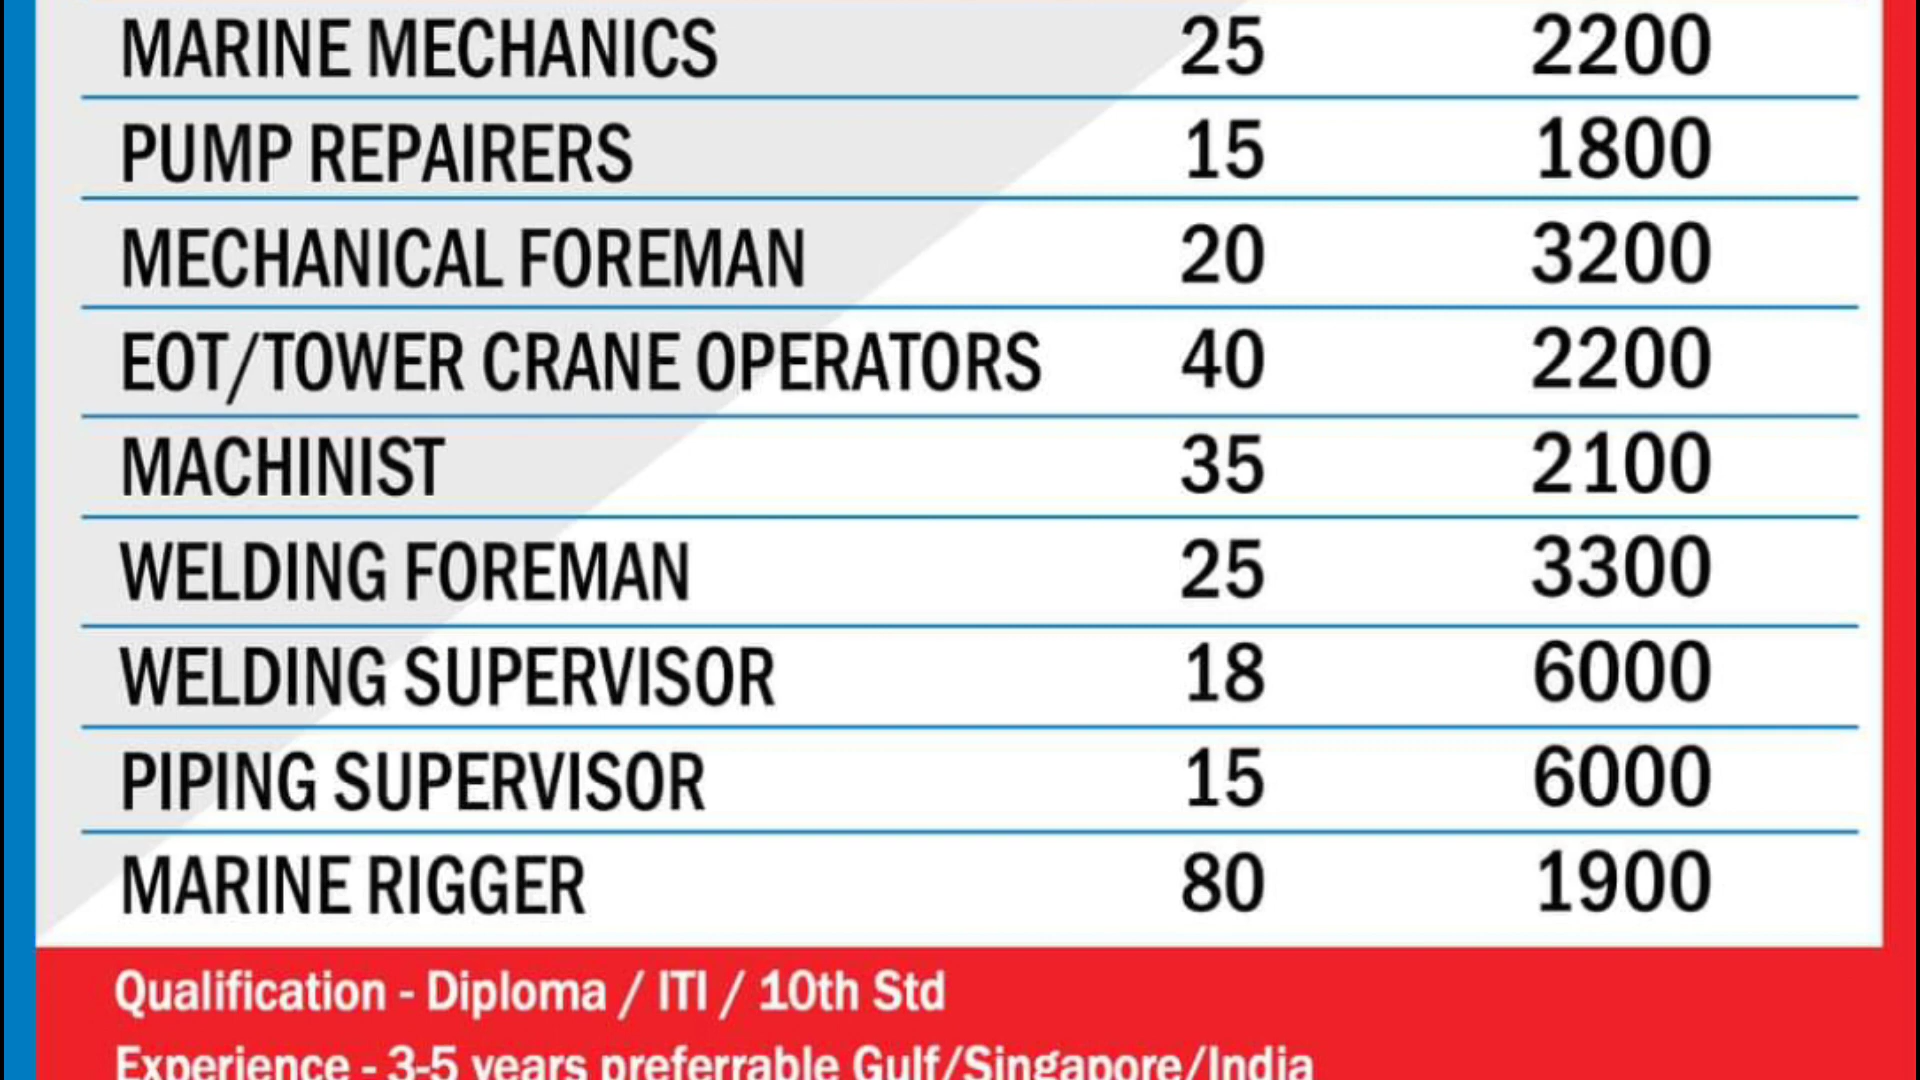 MARINE MECHANICS 25 2200
PUMP REPAIRERS 15 1800
MECHANICAL FOREMAN 20 3200
EOT/TOWER CRANE OPERATORS 40 2200
MACHINIST 35 2100
WELDING FOREMAN 25 3300
WELDING SUPERVISOR 18 6000
PIPING SUPERVISOR 15 6000
MARINE RIGGER 80 1900
Qualification - Diploma / ITI / 10th Std
Experience - 3-5 years preferrable Gulf/Singapore/India